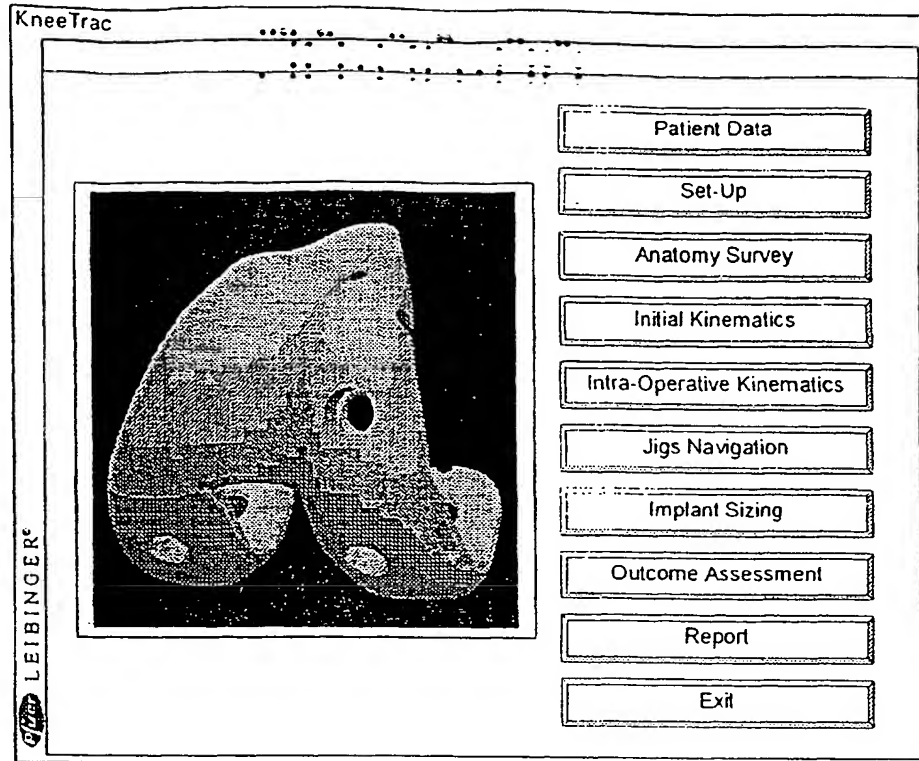 KneeTrac
Patient Data
Set-Up
Anatomy Survey
Initial Kinematics
Intra-Operative Kinematics
Jigs Navigation
Implant Sizing
Outcome Assessment
Report
Exit
LEIBINGER